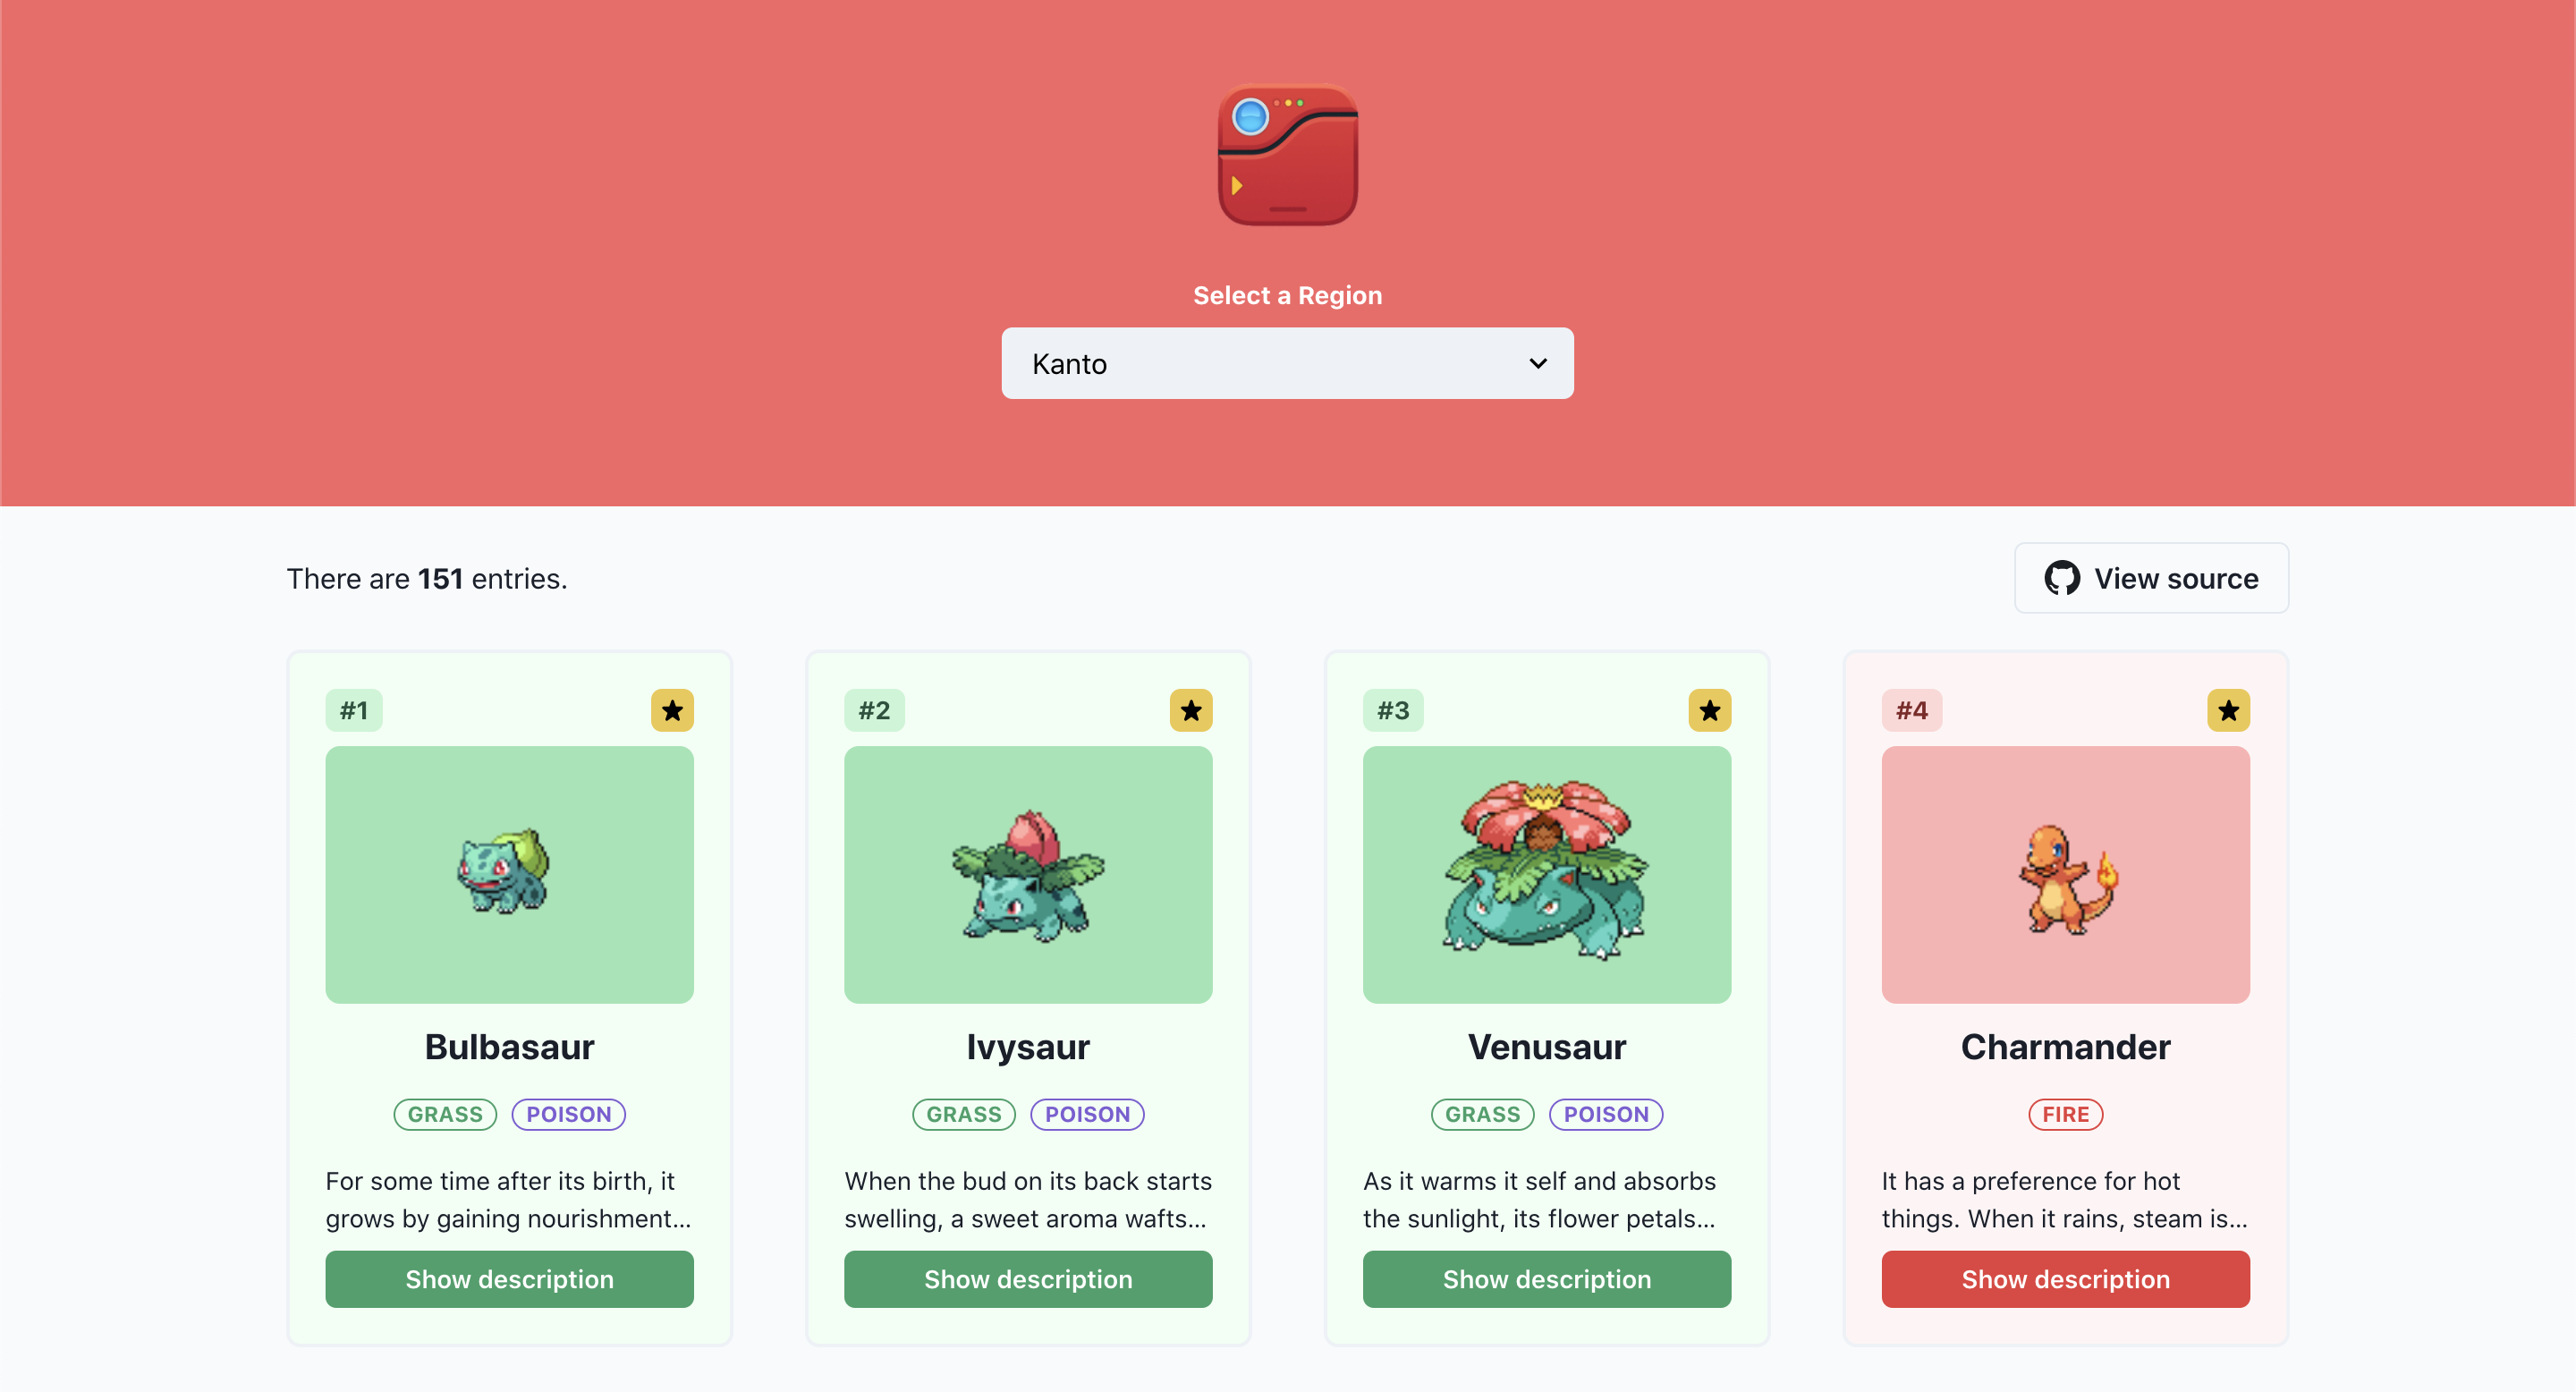 Select a Region
Kanto
There are 151 entries.
View source
#1
Bulbasaur
GRASS POISON
For some time after its birth, it
grows by gaining nourishment...
Show description
#2
Ivysaur
GRASS POISON
When the bud on its back starts
swelling, a sweet aroma wafts...
Show description
#3
Venusaur
GRASS POISON
As it warms it self and absorbs
the sunlight, its flower petals...
Show description
#4
Charmander
FIRE
It has a preference for hot
things. When it rains, steam is...
Show description